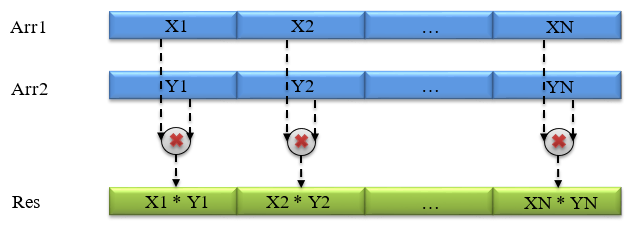 Arr1 X1 X2 ... XN
Arr2 Y1 Y2 ... YN
Res X1 * Y1 X2 * Y2 ... XN * YN